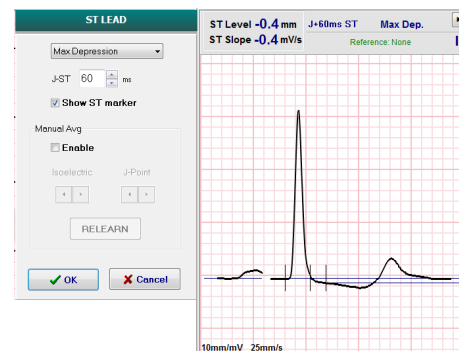 ST LEAD
Max Depression
J-ST 60 ms
Show ST marker
Manual Avg
Enable
Isoelectric J-Point
RELEARN
OK Cancel
ST Level -0.4 mm J+60ms ST Max Dep.
ST Slope -0.4 mV/s Reference: None
10mm/mV 25mm/s